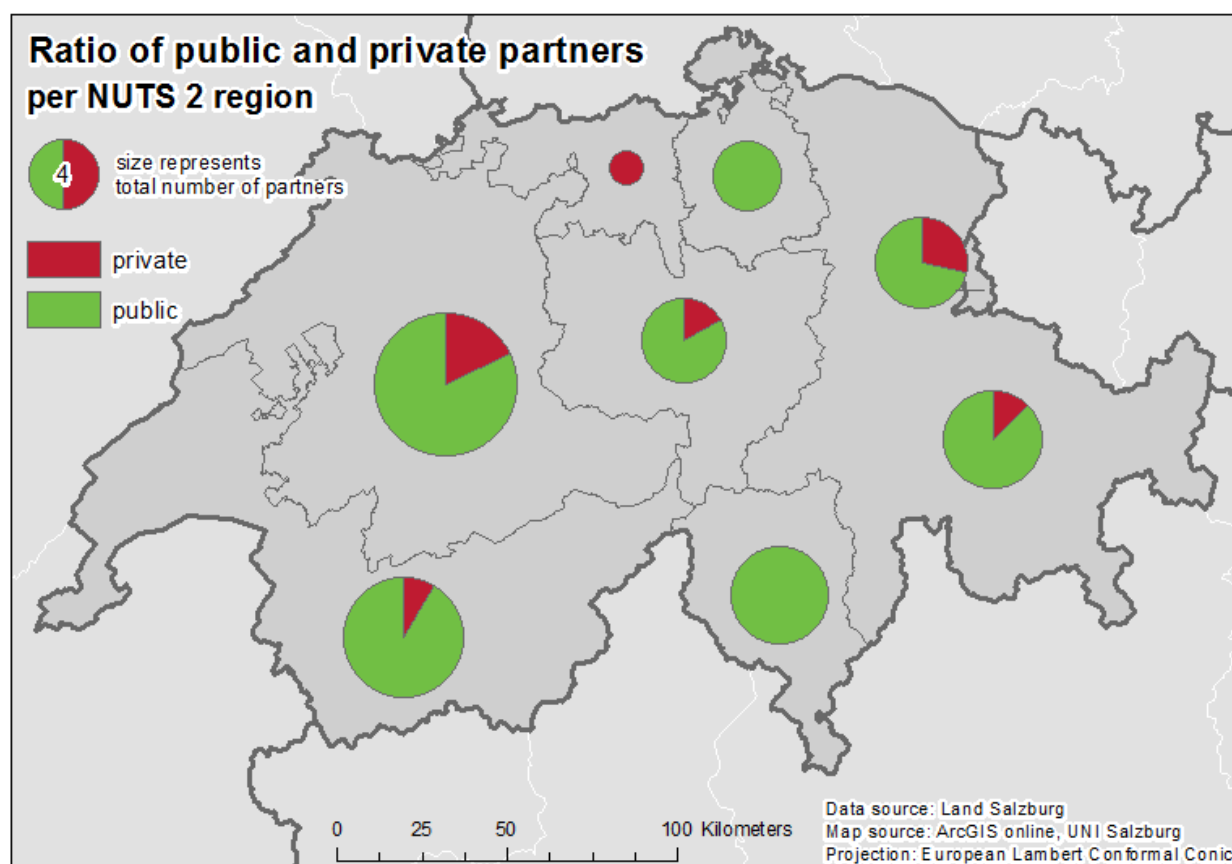 Ratio of public and private partners
per NUTS 2 region
4
size represents
total number of partners
private
public
0 25 50 100 Kilometers
Data source: Land Salzburg
Map source: ArcGIS online, UNI Salzburg
Projection: European Lambert Conformal Conic